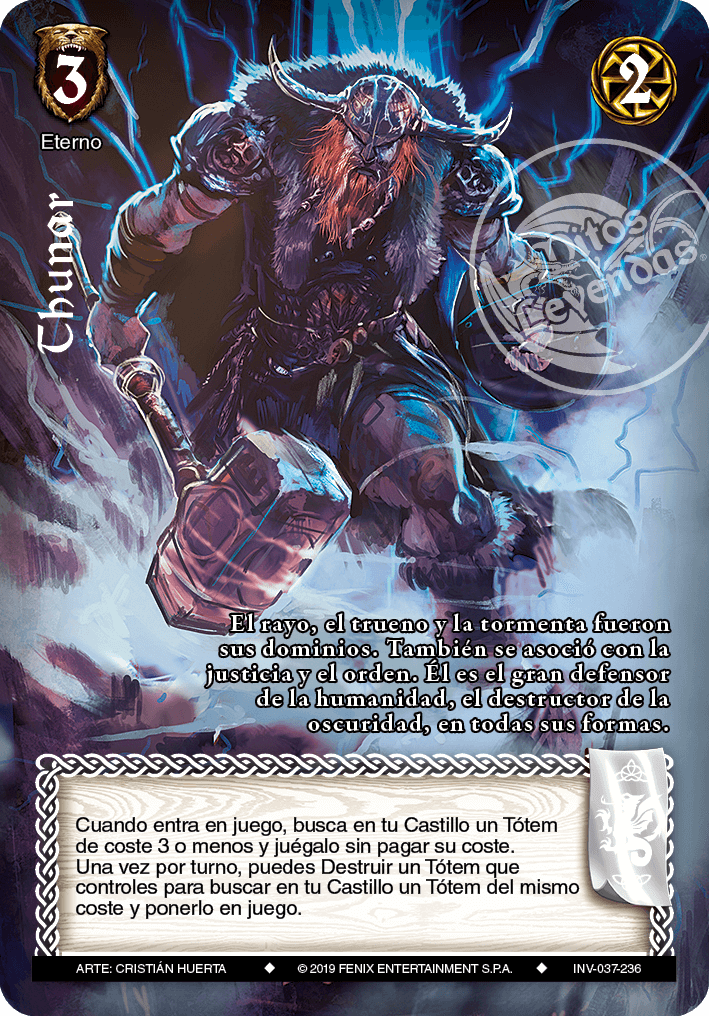 3
2
Eterno
Thunar
Mitos y Leyendas®
El rayo, el trueno y la tormenta fueron
sus dominios. También se asoció con la
justicia y el orden. Él es el gran defensor
de la humanidad, el destructor de la
oscuridad, en todas sus formas.
Cuando entra en juego, busca en tu Castillo un Tótem
de coste 3 o menos y juégalo sin pagar su coste.
Una vez por turno, puedes Destruir un Tótem que
controles para buscar en tu Castillo un Tótem del mismo
coste y ponerlo en juego.
ARTE: CRISTIÁN HUERTA ◆ © 2019 FENIX ENTERTAINMENT S.P.A. ◆ INV-037-236